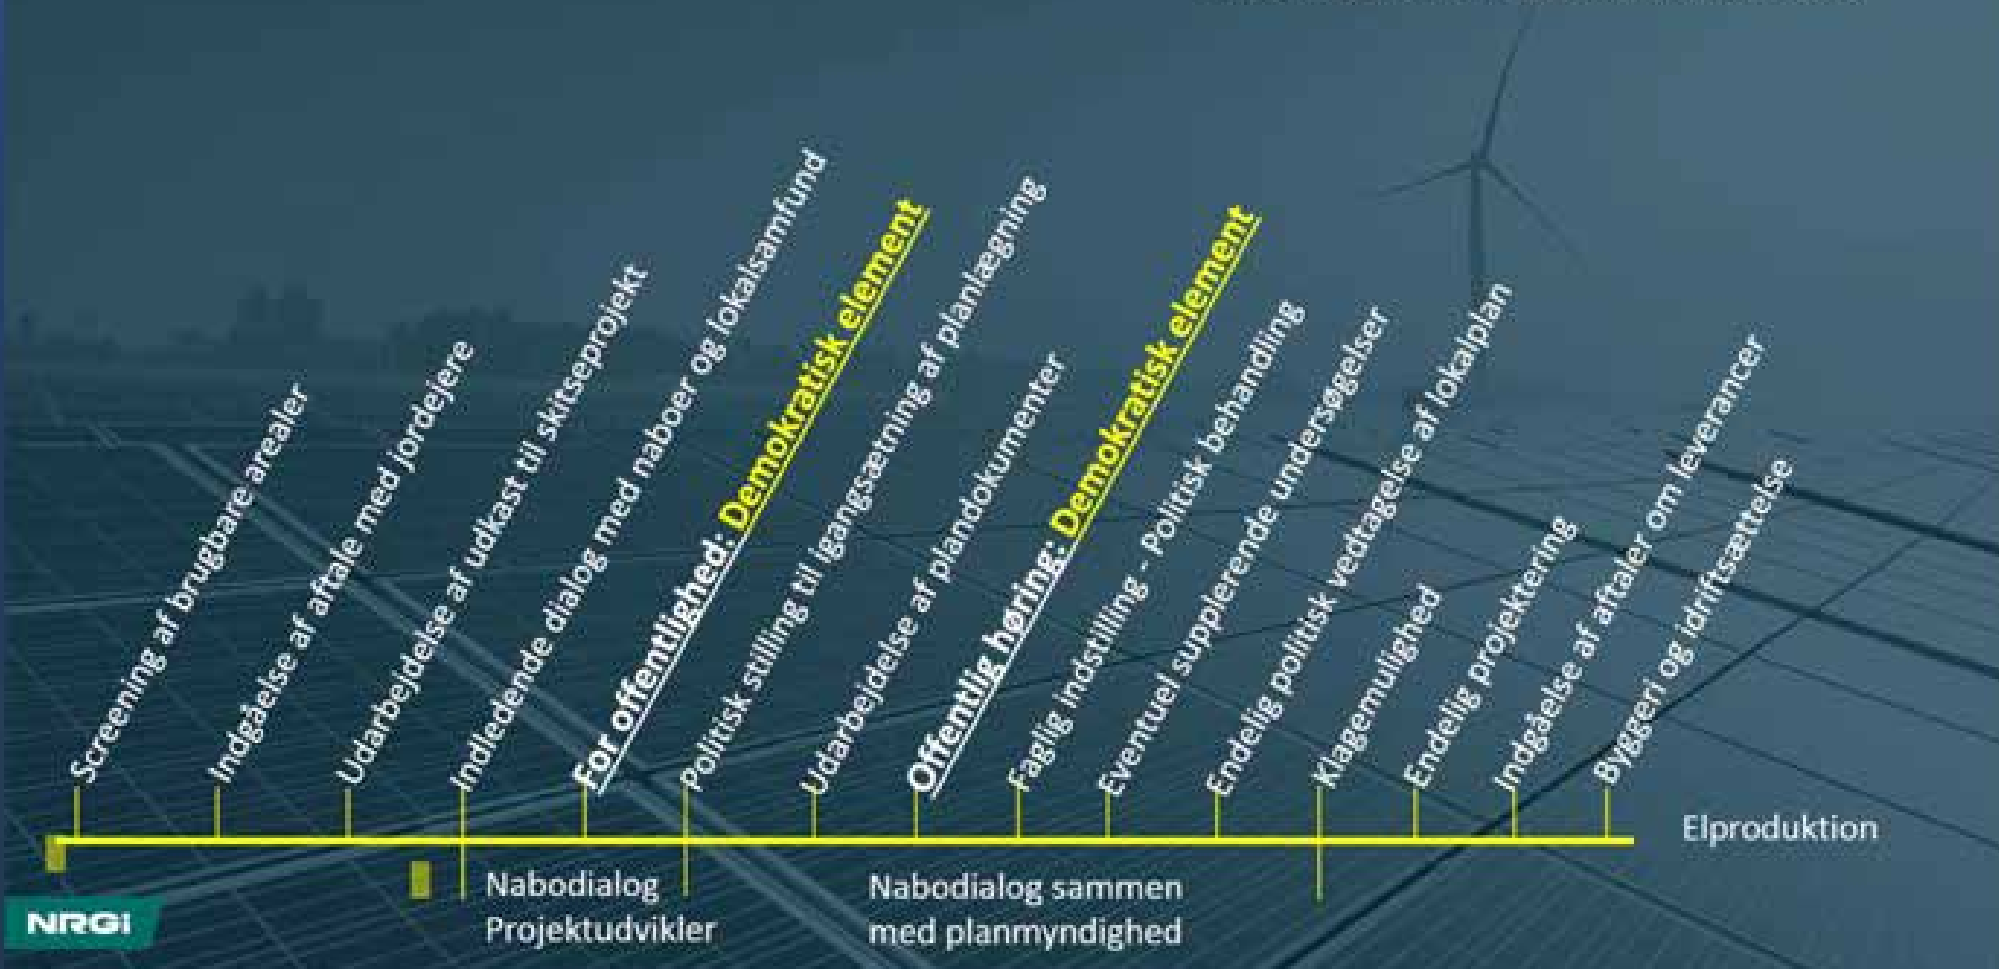 Screening af brugbare arealer
Indgåelse af aftale med jordejere
Udarbejdelse af udkast til skitseprojekt
Indledende dialog med naboer og lokalsamfund
For offentlighed: Demokratisk element
Politisk stilling til igangsætning af planlægning
Udarbejdelse af plandokumenter
Offentlig høring: Demokratisk element
Faglig indstilling - Politisk behandling
Eventuel supplerende undersøgelser
Endelig politisk vedtagelse af lokalplan
Klagemulighed
Endelig projektering
Indgåelse af aftaler om leverancer
Byggeri og idriftsættelse
Elproduktion
Nabodialog
Projektudvikler
Nabodialog sammen
med planmyndighed
NRGI